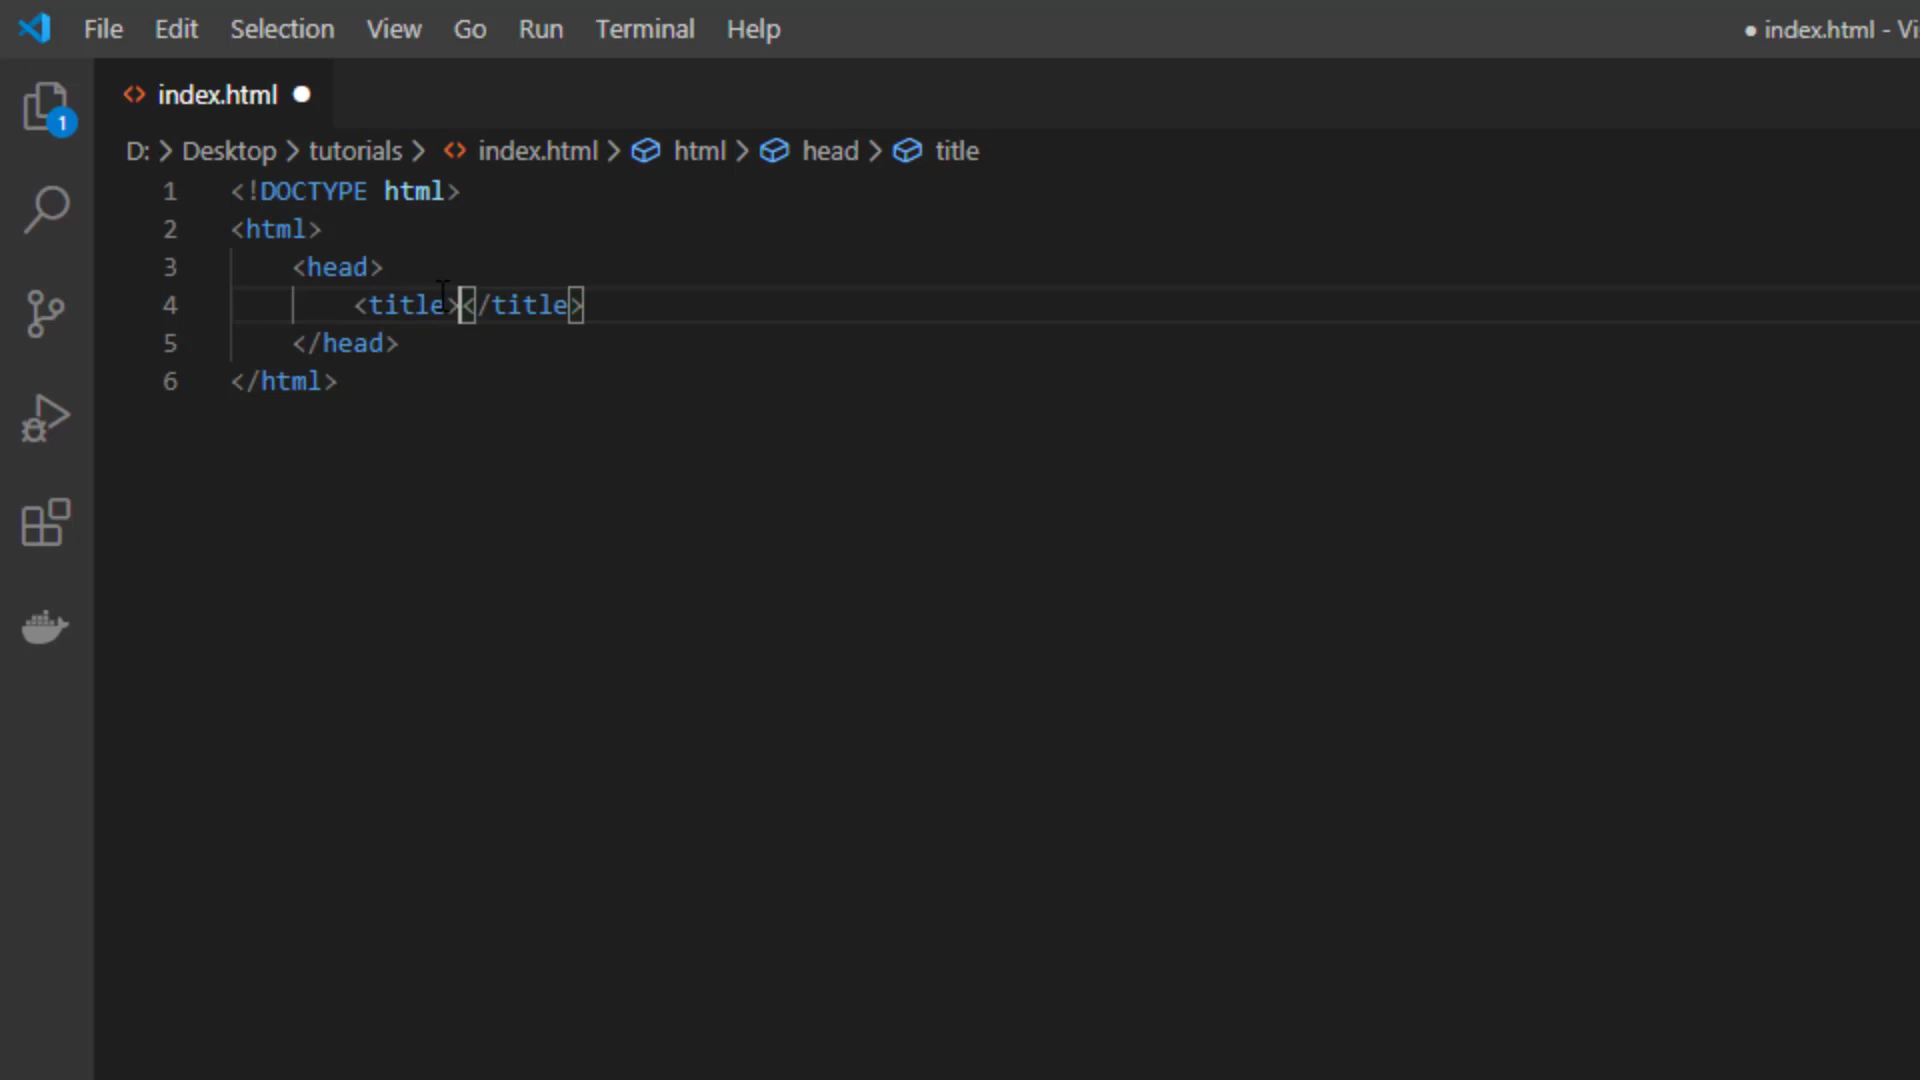 File Edit Selection View Go Run Terminal Help ● index.html - Vi
index.html ●
1
D: > Desktop > tutorials > index.html > html > head > title
1 <!DOCTYPE html>
2 <html>
3     <head>
4         <title></title>
5     </head>
6 </html>